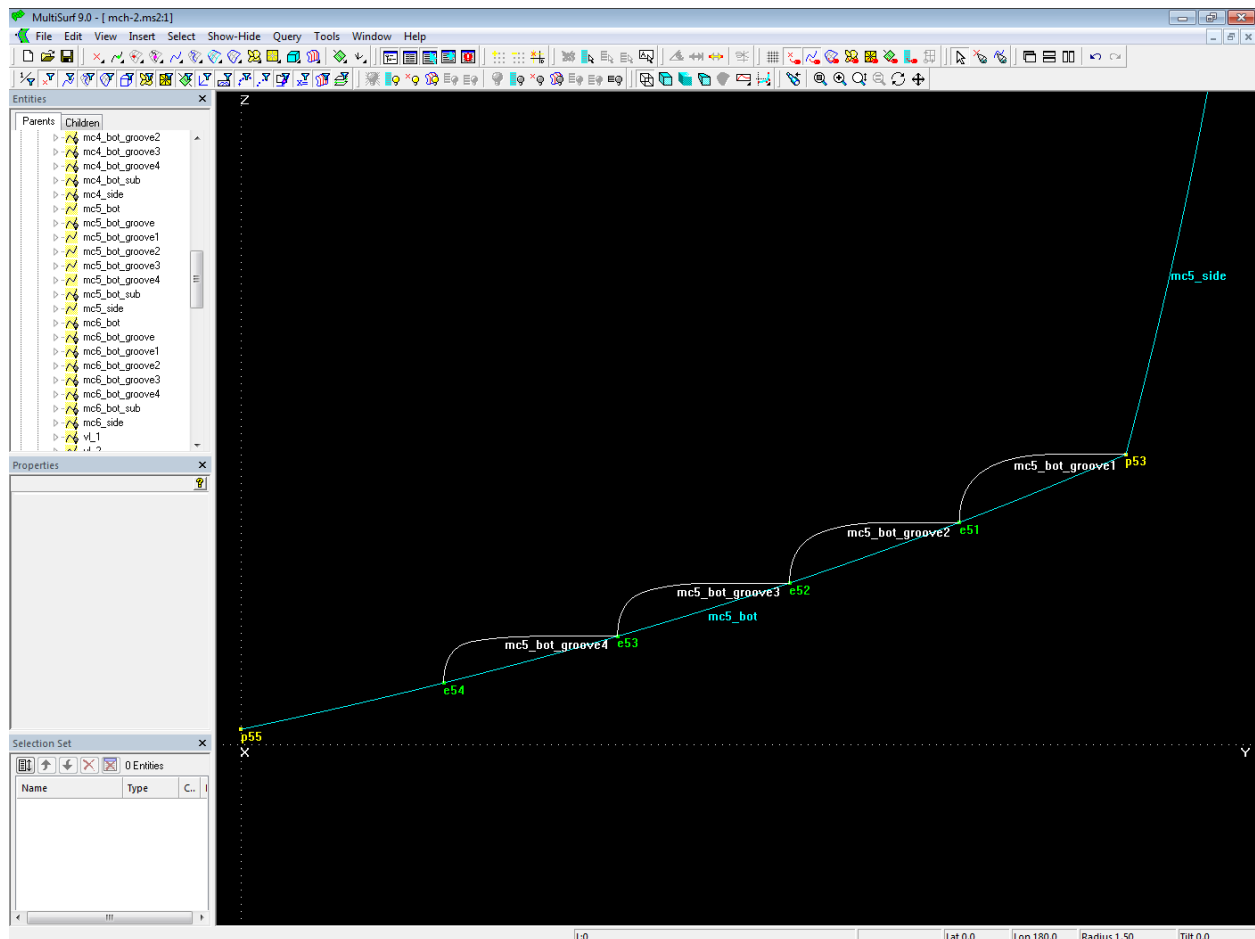 MultiSurf 9.0 - [ mch-2.ms2:1]
File Edit View Insert Select Show-Hide Query Tools Window Help
Entities
Parents Children
mc4_bot_groove2
mc4_bot_groove3
mc4_bot_groove4
mc4_bot_sub
mc4_side
mc5_bot
mc5_bot_groove
mc5_bot_groove1
mc5_bot_groove2
mc5_bot_groove3
mc5_bot_groove4
mc5_bot_sub
mc5_side
mc6_bot
mc6_bot_groove
mc6_bot_groove1
mc6_bot_groove2
mc6_bot_groove3
mc6_bot_groove4
mc6_bot_sub
mc6_side
vl_1
Properties
Selection Set
0 Entities
Name Type C..
Z
mc5_side
mc5_bot_groove1 p53
mc5_bot_groove2 e51
mc5_bot_groove3 e52
mc5_bot
mc5_bot_groove4 e53
e54
p55
X Y
L:0 Lat 0.0 Lon 180.0 Radius 1.50 Tilt 0.0